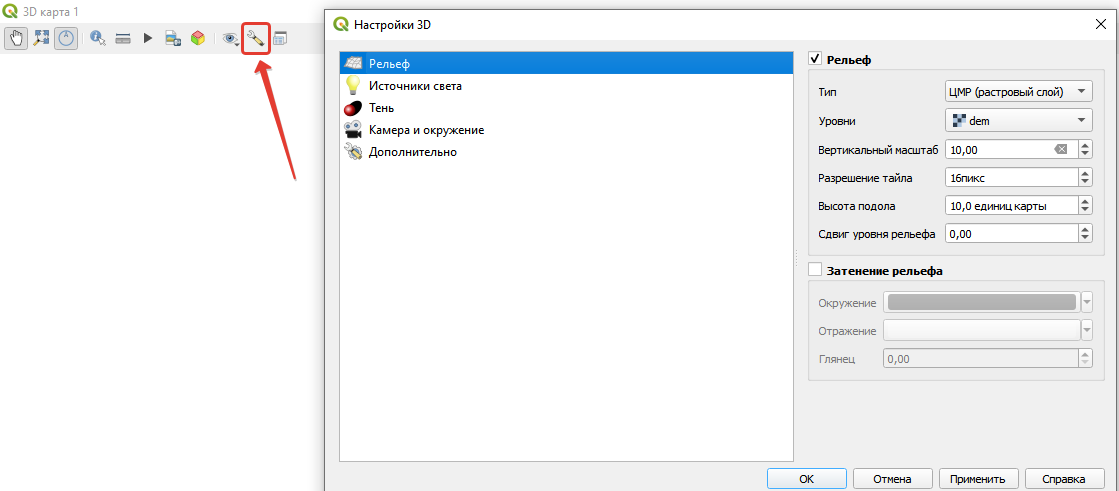 3D карта 1
Настройки 3D
Рельеф
Источники света
Тень
Камера и окружение
Дополнительно
Рельеф
Тип ЦМР (растровый слой)
Уровни dem
Вертикальный масштаб 10,00
Разрешение тайла 16пикс
Высота подола 10,0 единиц карты
Сдвиг уровня рельефа 0,00
Затенение рельефа
Окружение
Отражение
Глянец 0,00
OK Отмена Применить Справка